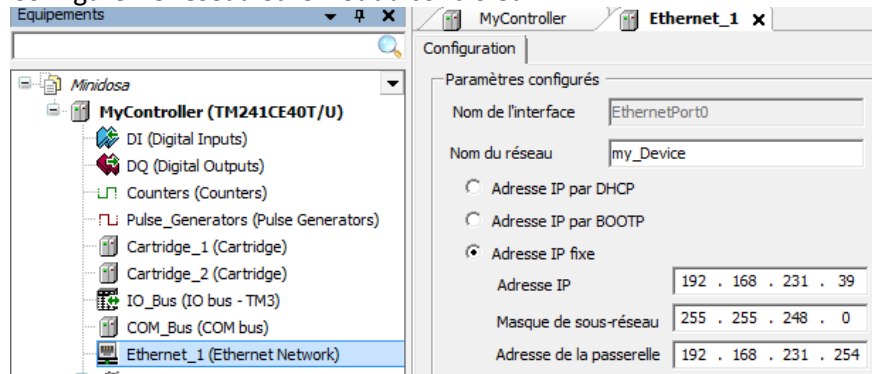 Equipements
Minidosa
MyController (TM241CE40T/U)
DI (Digital Inputs)
DQ (Digital Outputs)
Counters (Counters)
Pulse_Generators (Pulse Generators)
Cartridge_1 (Cartridge)
Cartridge_2 (Cartridge)
IO_Bus (IO bus - TM3)
COM_Bus (COM bus)
Ethernet_1 (Ethernet Network)
MyController
Ethernet_1
Configuration
Paramètres configurés
Nom de l'interface EthernetPort0
Nom du réseau my_Device
Adresse IP par DHCP
Adresse IP par BOOTP
Adresse IP fixe
Adresse IP 192 . 168 . 231 . 39
Masque de sous-réseau 255 . 255 . 248 . 0
Adresse de la passerelle 192 . 168 . 231 . 254